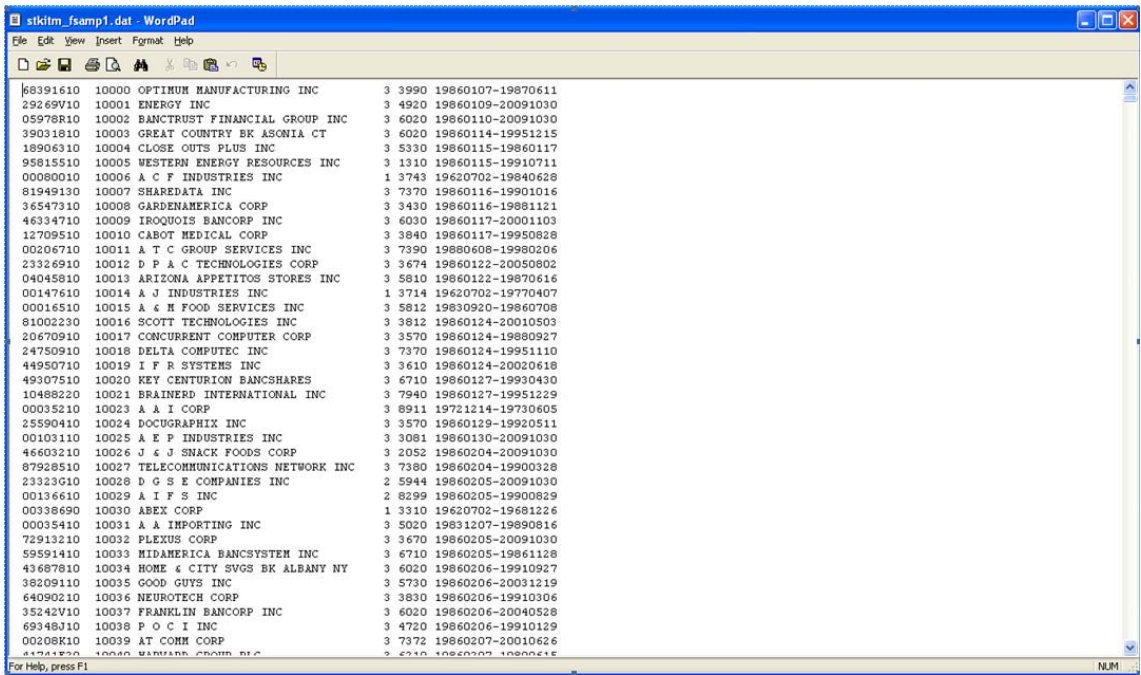 stkitm_fsamp1.dat - WordPad
File Edit View Insert Format Help
68391610 10000 OPTIMUM MANUFACTURING INC 3 3990 19860107-19870611
29269V10 10001 ENERGY INC 3 4920 19860109-20091030
05978R10 10002 BANCTRUST FINANCIAL GROUP INC 3 6020 19860110-20091030
39031810 10003 GREAT COUNTRY BK ASONIA CT 3 6020 19860114-19951215
18906310 10004 CLOSE OUTS PLUS INC 3 5330 19860115-19860117
95815510 10005 WESTERN ENERGY RESOURCES INC 3 1310 19860115-19910711
00080010 10006 A C F INDUSTRIES INC 1 3743 19620702-19840628
81949130 10007 SHAREDATA INC 3 7370 19860116-19901016
36547310 10008 GARDENAMERICA CORP 3 3430 19860116-19881121
46334710 10009 IROQUOIS BANCORP INC 3 6030 19860117-20001103
12709510 10010 CABOT MEDICAL CORP 3 3840 19860117-19950828
00206710 10011 A T C GROUP SERVICES INC 3 7390 19880608-19980206
23326910 10012 D P A C TECHNOLOGIES CORP 3 3674 19860122-20050802
04045810 10013 ARIZONA APPETITOS STORES INC 3 5810 19860122-19870616
00147610 10014 A J INDUSTRIES INC 1 3714 19620702-19770407
00016510 10015 A & M FOOD SERVICES INC 3 5812 19830920-19860708
81002230 10016 SCOTT TECHNOLOGIES INC 3 3812 19860124-20010503
20670910 10017 CONCURRENT COMPUTER CORP 3 3570 19860124-19880927
24750910 10018 DELTA COMPUTEC INC 3 7370 19860124-19951110
44950710 10019 I F R SYSTEMS INC 3 3610 19860124-20020618
49307510 10020 KEY CENTURION BANCSHARES 3 6710 19860127-19930430
10488220 10021 BRAINERD INTERNATIONAL INC 3 7940 19860127-19951229
00035210 10023 A A I CORP 3 8911 19721214-19730605
25590410 10024 DOCUGRAPHIX INC 3 3570 19860129-19920511
00103110 10025 A E P INDUSTRIES INC 3 3081 19860130-20091030
46603210 10026 J & J SNACK FOODS CORP 3 2052 19860204-20091030
87928510 10027 TELECOMMUNICATIONS NETWORK INC 3 7380 19860204-19900328
23323G10 10028 D G S E COMPANIES INC 2 5944 19860205-20091030
00136610 10029 A I F S INC 2 8299 19860205-19900829
00338690 10030 ABEX CORP 1 3310 19620702-19681226
00035410 10031 A A IMPORTING INC 3 5020 19831207-19890816
72913210 10032 PLEXUS CORP 3 3670 19860205-20091030
59591410 10033 MIDAMERICA BANCSYSTEM INC 3 6710 19860205-19861128
43687810 10034 HOME & CITY SVGS BK ALBANY NY 3 6020 19860206-19910927
38209110 10035 GOOD GUYS INC 3 5730 19860206-20031219
64090210 10036 NEUROTECH CORP 3 3830 19860206-19910306
35242V10 10037 FRANKLIN BANCORP INC 3 6020 19860206-20040528
69348J10 10038 P O C I INC 3 4720 19860206-19910129
00208K10 10039 AT COMM CORP 3 7372 19860207-20010626
10040 HARVARD GROUP PLC
For Help, press F1
NUM